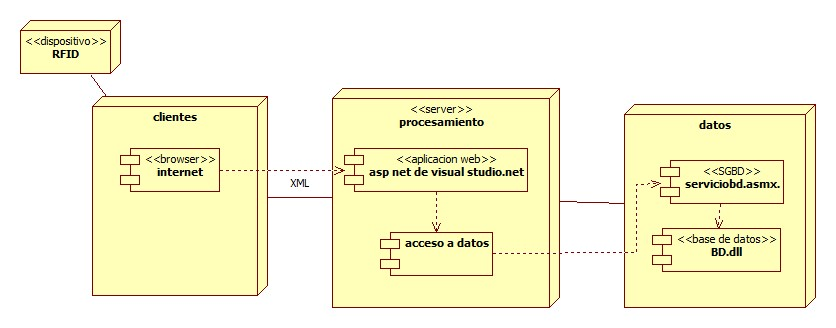 <<dispositivo>>
RFID
clientes
<<browser>>
internet
XML
<<server>>
procesamiento
<<aplicacion web>>
asp net de visual studio.net
acceso a datos
datos
<<SGBD>>
serviciobd.asmx.
<<base de datos>>
BD.dll